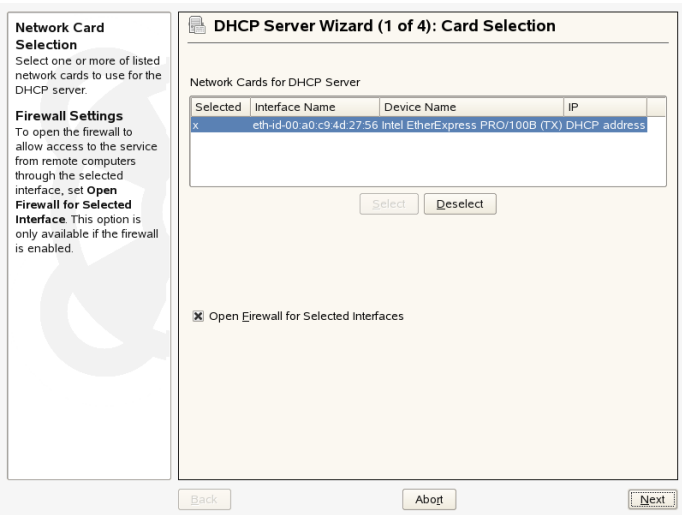 Network Card
Selection
Select one or more of listed
network cards to use for the
DHCP server.
Firewall Settings
To open the firewall to
allow access to the service
from remote computers
through the selected
interface, set Open
Firewall for Selected
Interface. This option is
only available if the firewall
is enabled.
DHCP Server Wizard (1 of 4): Card Selection
Network Cards for DHCP Server
Selected Interface Name Device Name IP
x eth-id-00:a0:c9:4d:27:56 Intel EtherExpress PRO/100B (TX) DHCP address
Select Deselect
Open Firewall for Selected Interfaces
Back Abort Next